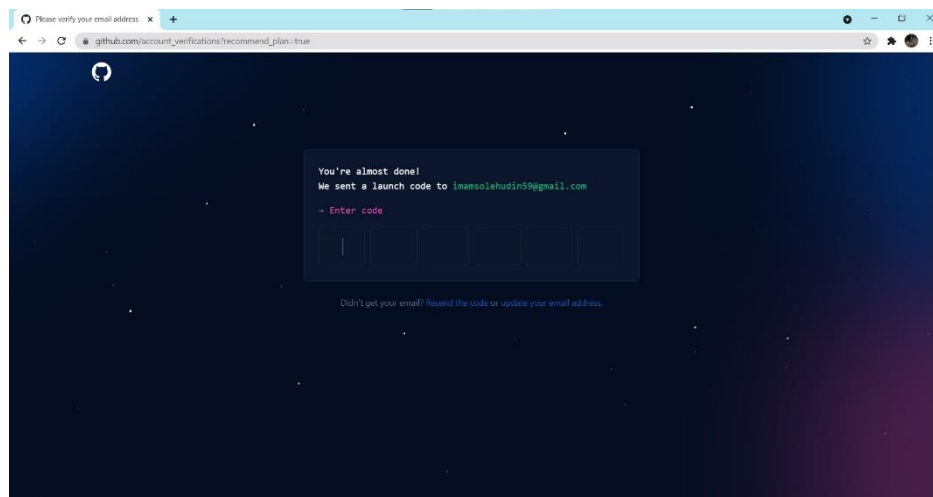 Please verify your email address
github.com/account_verifications?recommend_plan=true
You're almost done!
We sent a launch code to imamsolehudin59@gmail.com
→ Enter code
Didn't get your email? Resend the code or update your email address.